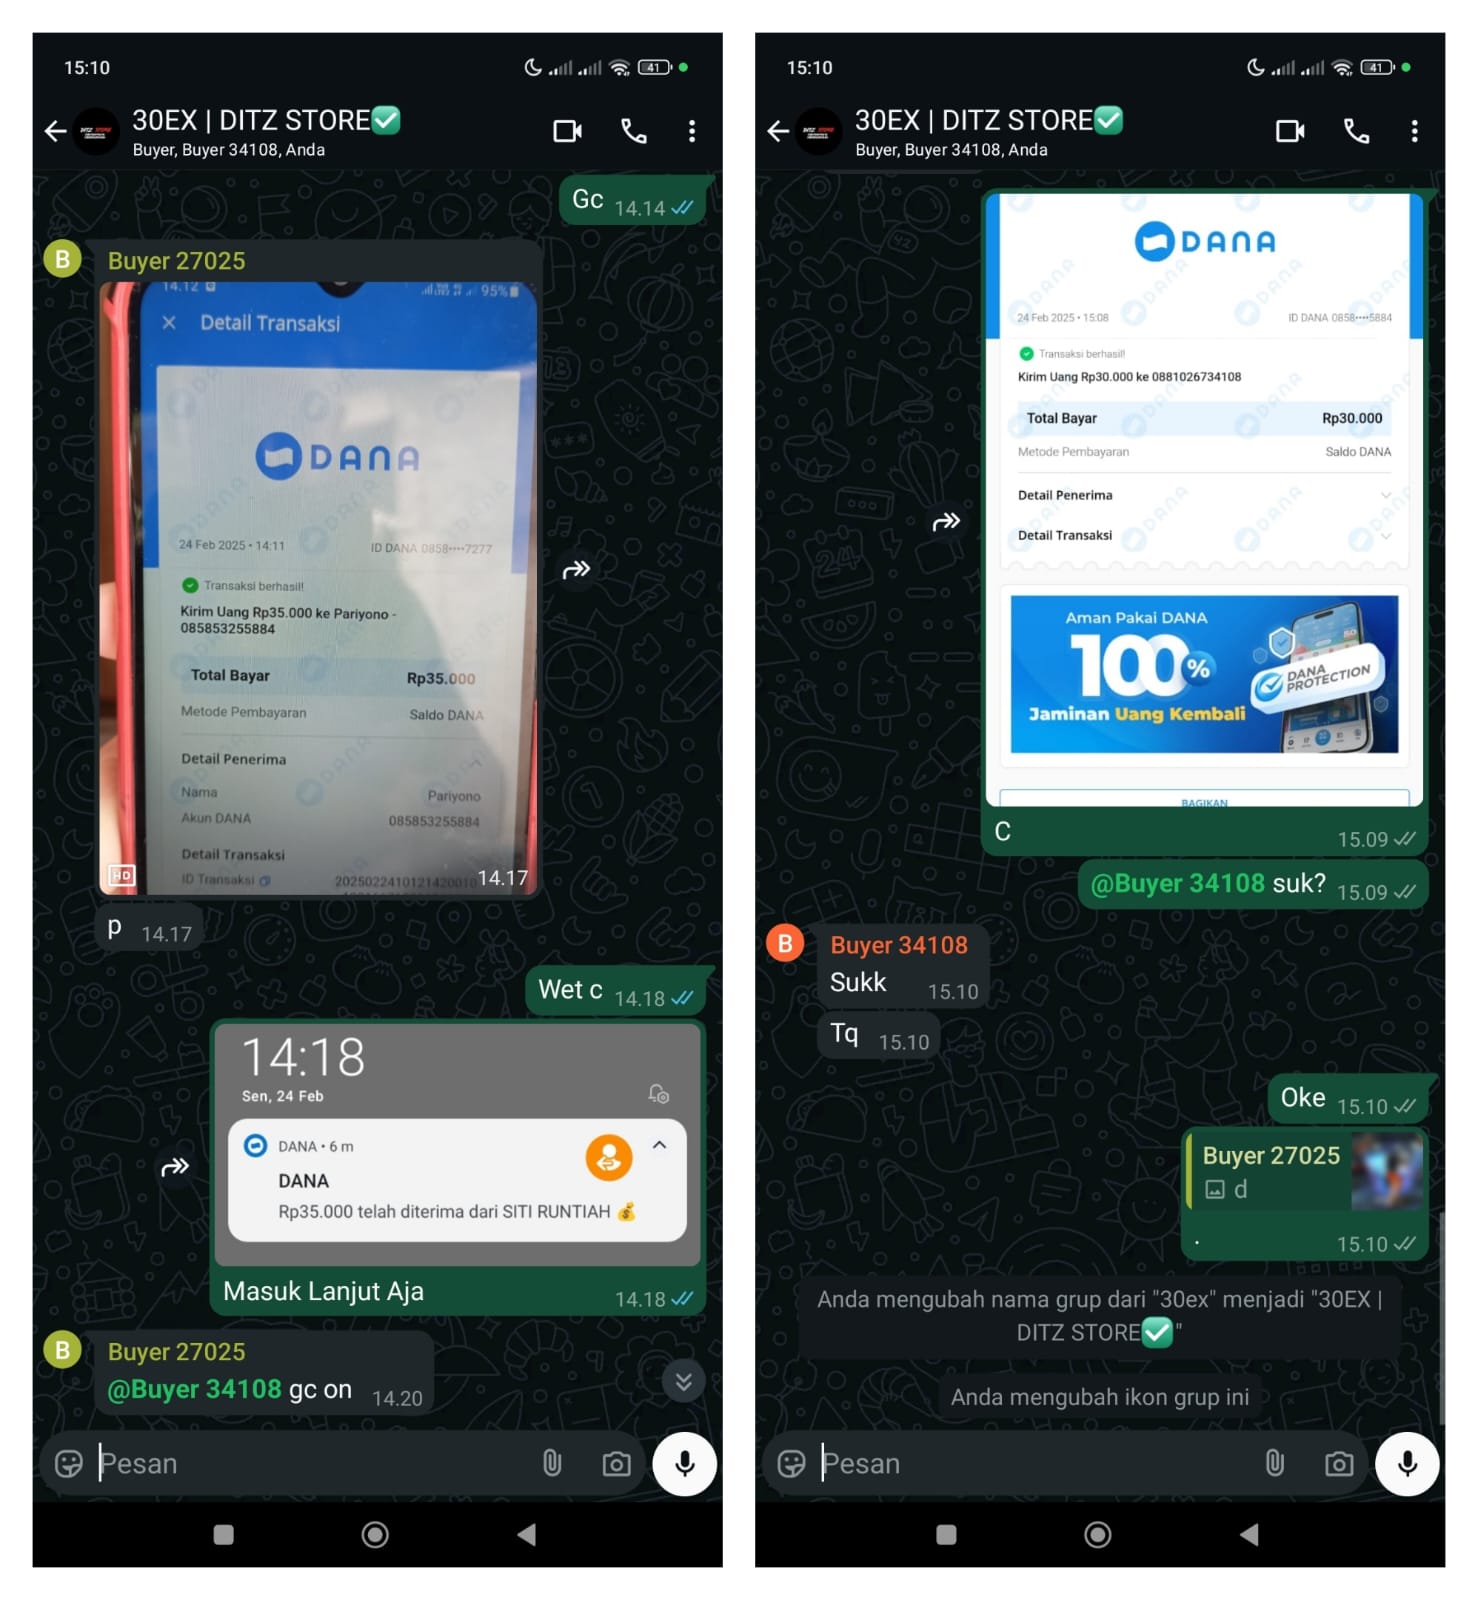 15:10
41
30EX | DITZ STORE✅
Buyer, Buyer 34108, Anda
Gc 14.14
B
Buyer 27025
14.12 95%
× Detail Transaksi
DANA
24 Feb 2025 • 14:11 ID DANA 0858····7277
Transaksi berhasil!
Kirim Uang Rp35.000 ke Pariyono -
085853255884
Total Bayar Rp35.000
Metode Pembayaran Saldo DANA
Detail Penerima
Nama Pariyono
Akun DANA 085853255884
Detail Transaksi
ID Transaksi 2025022410121420010
HD 14.17
p 14.17
Wet c 14.18
14:18
Sen, 24 Feb
DANA • 6 m
DANA
Rp35.000 telah diterima dari SITI RUNTIAH 💰
Masuk Lanjut Aja 14.18
B
Buyer 27025
@Buyer 34108 gc on 14.20
Pesan
15:10
41
30EX | DITZ STORE✅
Buyer, Buyer 34108, Anda
DANA
24 Feb 2025 • 15:08 ID DANA 0858····5884
Transaksi berhasil!
Kirim Uang Rp30.000 ke 0881026734108
Total Bayar Rp30.000
Metode Pembayaran Saldo DANA
Detail Penerima
Detail Transaksi
Aman Pakai DANA
100%
DANA
PROTECTION
Jaminan Uang Kembali
BAGIKAN
C 15.09
@Buyer 34108 suk? 15.09
B
Buyer 34108
Sukk 15.10
Tq 15.10
Oke 15.10
Buyer 27025
d
. 15.10
Anda mengubah nama grup dari "30ex" menjadi "30EX |
DITZ STORE✅"
Anda mengubah ikon grup ini
Pesan